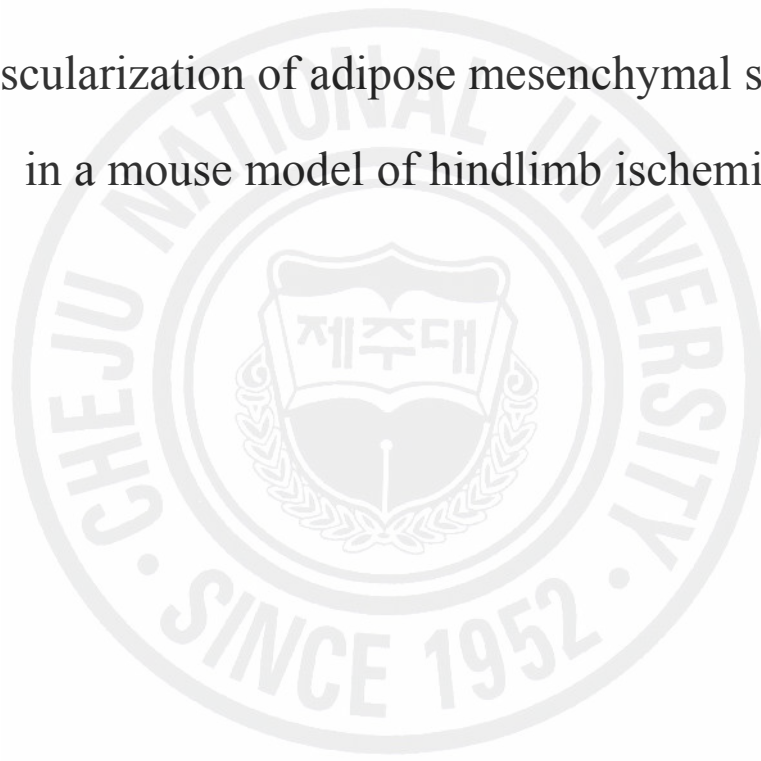 scularization of adipose mesenchymal s
in a mouse model of hindlimb ischemi
CHEJU NATIONAL UNIVERSITY
제주대
· SINCE 1952 ·